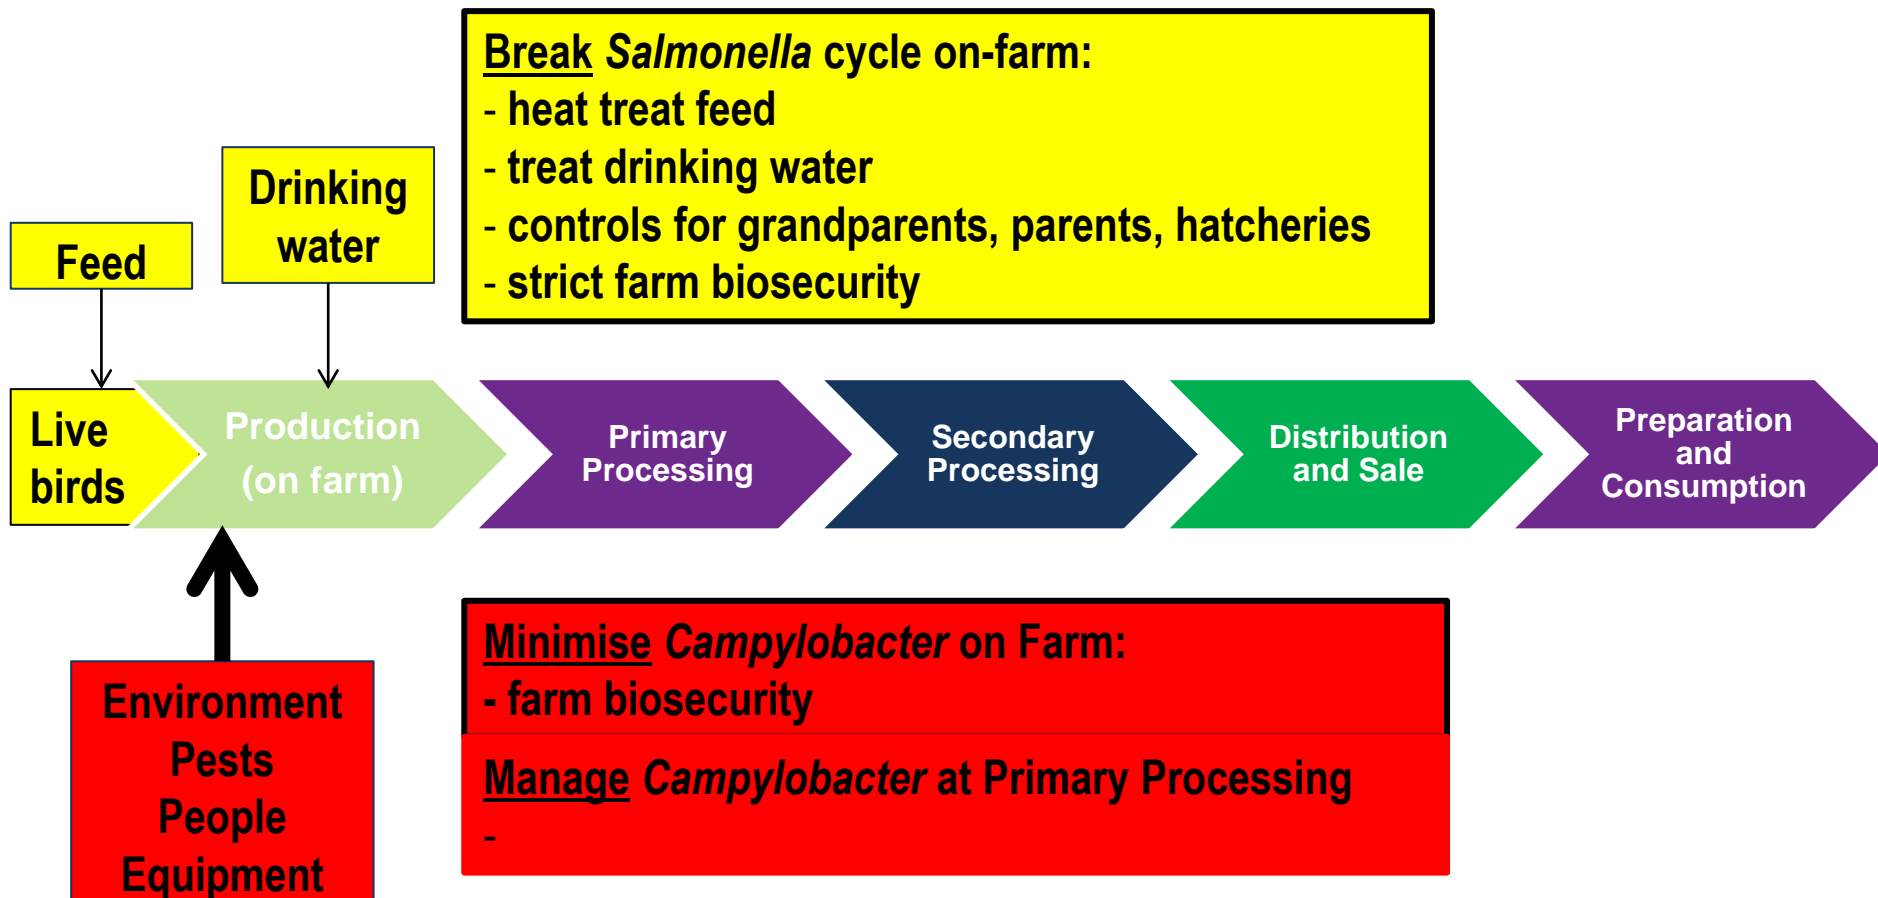 Break Salmonella cycle on-farm:
- heat treat feed
- treat drinking water
- controls for grandparents, parents, hatcheries
- strict farm biosecurity
Drinking
water
Feed
Live
birds
Production
(on farm)
Primary
Processing
Secondary
Processing
Distribution
and Sale
Preparation
and
Consumption
Environment
Pests
People
Equipment
Minimise Campylobacter on Farm:
- farm biosecurity
Manage Campylobacter at Primary Processing
-